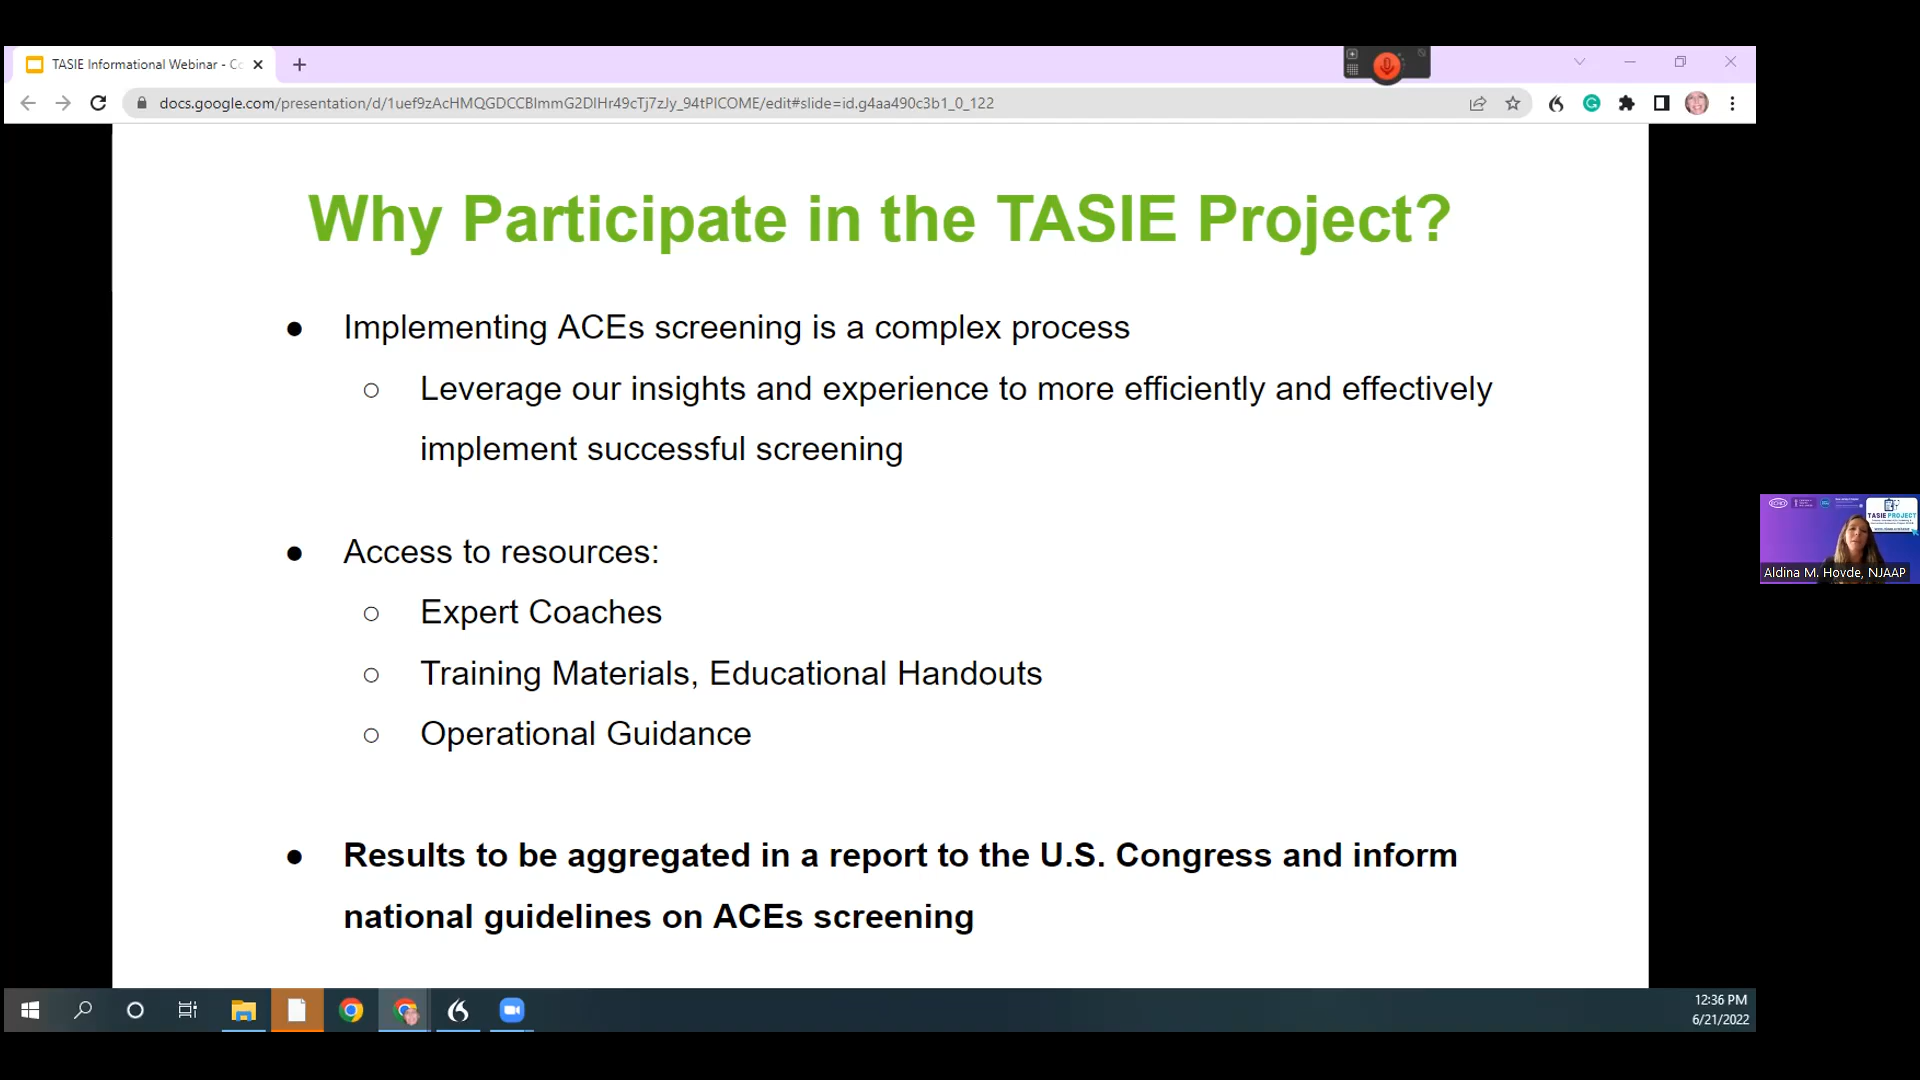 TASIE Informational Webinar - Co
docs.google.com/presentation/d/1uef9zAcHMQGDCCBlmmG2DlHr49cTj7zJy_94tPICOME/edit#slide=id.g4aa490c3b1_0_122
Why Participate in the TASIE Project?
● Implementing ACEs screening is a complex process
○ Leverage our insights and experience to more efficiently and effectively
implement successful screening
● Access to resources:
○ Expert Coaches
○ Training Materials, Educational Handouts
○ Operational Guidance
● Results to be aggregated in a report to the U.S. Congress and inform
national guidelines on ACEs screening
TASIE PROJECT
Aldina M. Hovde, NJAAP
12:36 PM
6/21/2022